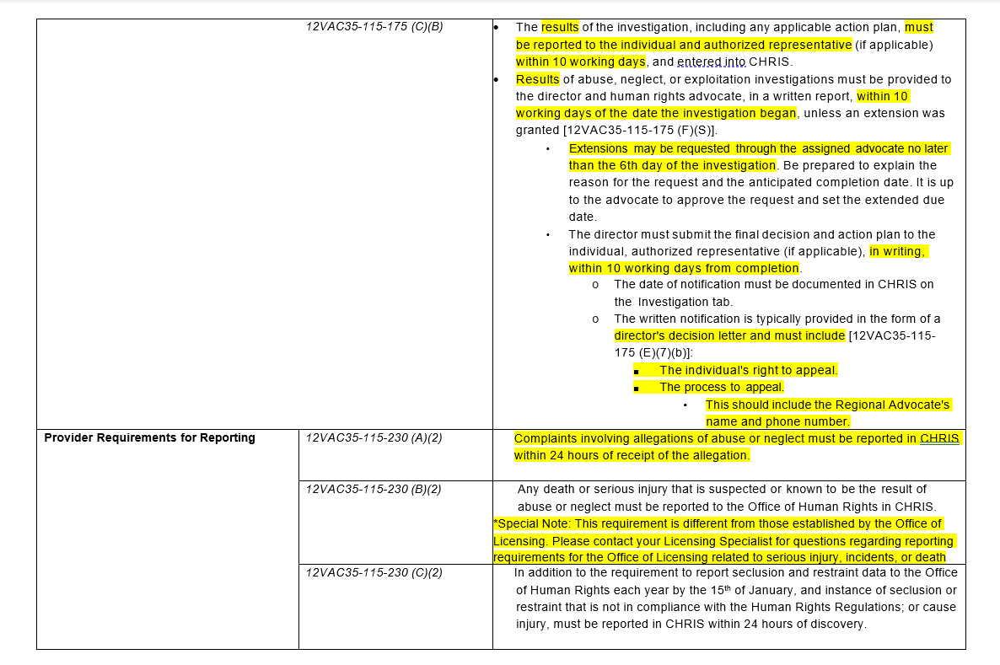 12VAC35-115-175 (C)(B)
• The results of the investigation, including any applicable action plan, must
be reported to the individual and authorized representative (if applicable)
within 10 working days, and entered into CHRIS.
• Results of abuse, neglect, or exploitation investigations must be provided to
the director and human rights advocate, in a written report, within 10
working days of the date the investigation began, unless an extension was
granted [12VAC35-115-175 (F)(S)].
• Extensions may be requested through the assigned advocate no later
than the 6th day of the investigation. Be prepared to explain the
reason for the request and the anticipated completion date. It is up
to the advocate to approve the request and set the extended due
date.
• The director must submit the final decision and action plan to the
individual, authorized representative (if applicable), in writing,
within 10 working days from completion.
o The date of notification must be documented in CHRIS on
the Investigation tab.
o The written notification is typically provided in the form of a
director's decision letter and must include [12VAC35-115-
175 (E)(7)(b)]:
■ The individual's right to appeal.
■ The process to appeal.
• This should include the Regional Advocate's
name and phone number.
Provider Requirements for Reporting
12VAC35-115-230 (A)(2)
Complaints involving allegations of abuse or neglect must be reported in CHRIS
within 24 hours of receipt of the allegation.
12VAC35-115-230 (B)(2)
Any death or serious injury that is suspected or known to be the result of
abuse or neglect must be reported to the Office of Human Rights in CHRIS.
*Special Note: This requirement is different from those established by the Office of
Licensing. Please contact your Licensing Specialist for questions regarding reporting
requirements for the Office of Licensing related to serious injury, incidents, or death
12VAC35-115-230 (C)(2)
In addition to the requirement to report seclusion and restraint data to the Office
of Human Rights each year by the 15th of January, and instance of seclusion or
restraint that is not in compliance with the Human Rights Regulations; or cause
injury, must be reported in CHRIS within 24 hours of discovery.